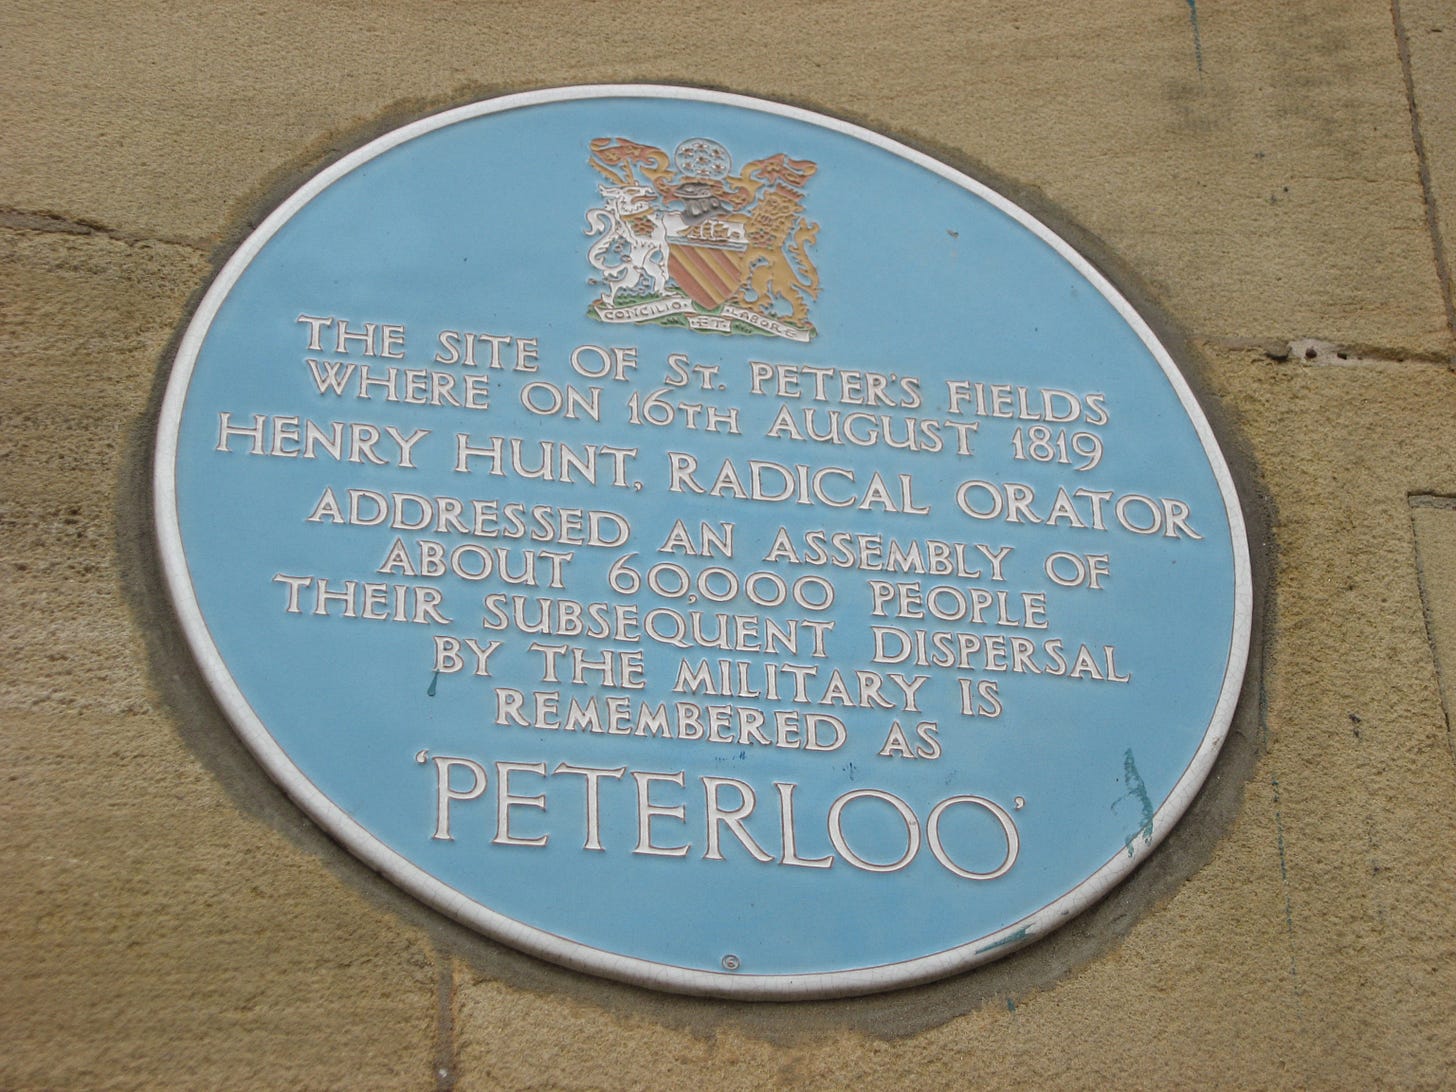 CONCILIO ET LABORE
THE SITE OF ST. PETER'S FIELDS
WHERE ON 16TH AUGUST 1819
HENRY HUNT, RADICAL ORATOR
ADDRESSED AN ASSEMBLY OF
ABOUT 60,000 PEOPLE
THEIR SUBSEQUENT DISPERSAL
BY THE MILITARY IS
REMEMBERED AS
'PETERLOO'